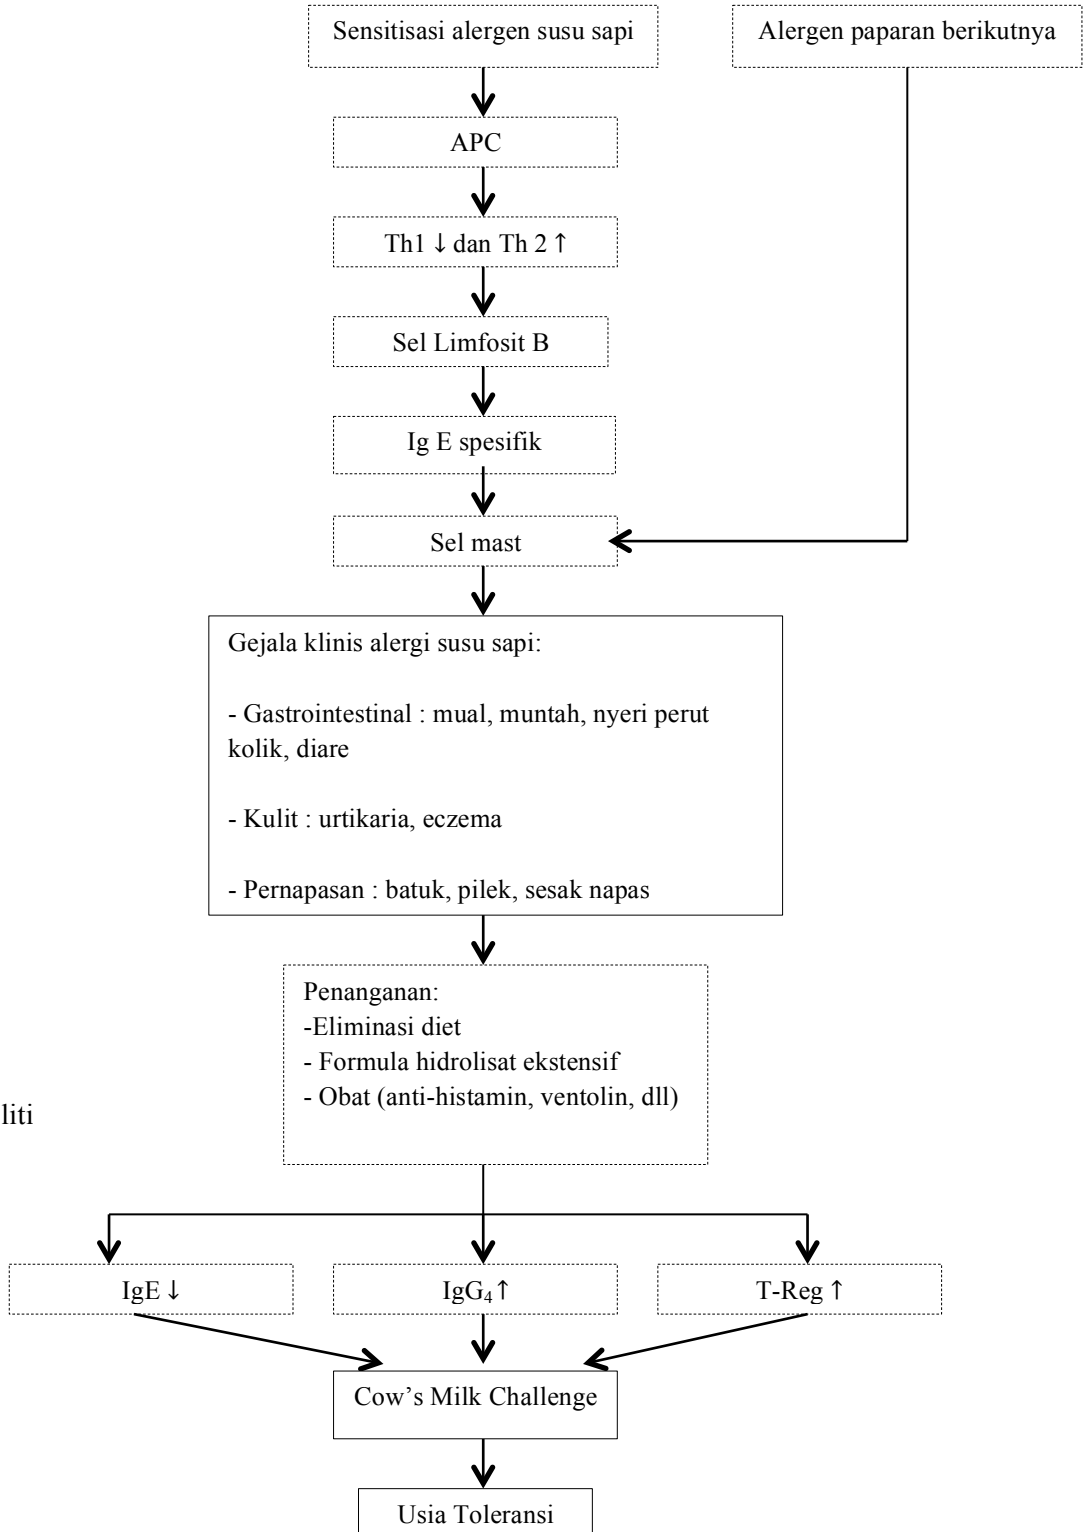 Sensitisasi alergen susu sapi
Alergen paparan berikutnya
APC
Th1 ↓ dan Th 2 ↑
Sel Limfosit B
Ig E spesifik
Sel mast
Gejala klinis alergi susu sapi:
- Gastrointestinal : mual, muntah, nyeri perut
kolik, diare
- Kulit : urtikaria, eczema
- Pernapasan : batuk, pilek, sesak napas
Penanganan:
-Eliminasi diet
- Formula hidrolisat ekstensif
- Obat (anti-histamin, ventolin, dll)
liti
IgE ↓
IgG₄ ↑
T-Reg ↑
Cow’s Milk Challenge
Usia Toleransi